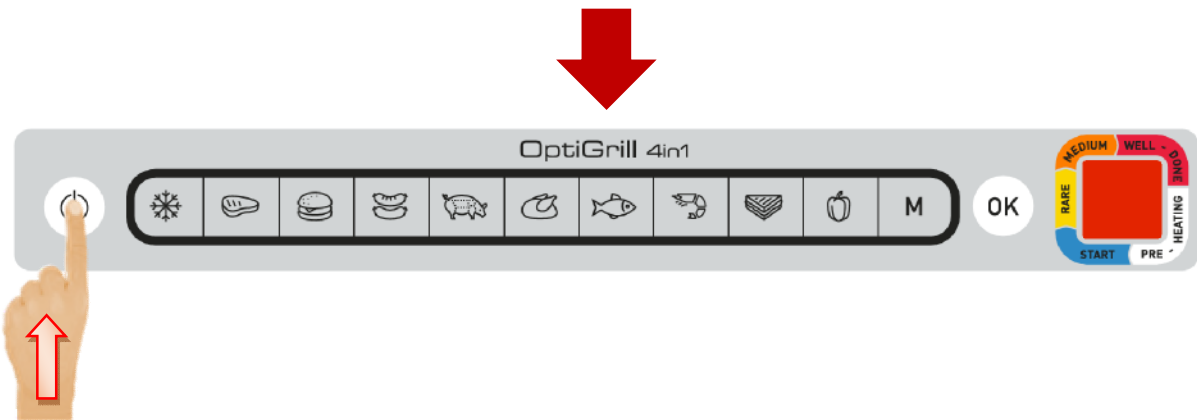 OptiGrill 4in1
M
OK
START
RARE
MEDIUM
WELL - DONE
PRE - HEATING